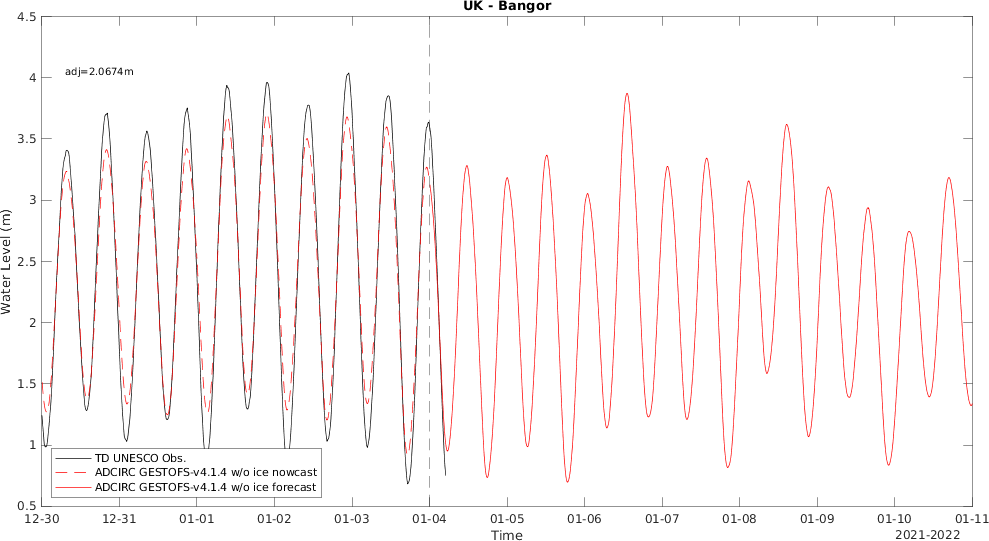 UK - Bangor
4.5
4
3.5
3
2.5
2
1.5
1
0.5
Water Level (m)
adj=2.0674m
TD UNESCO Obs.
ADCIRC GESTOFS-v4.1.4 w/o ice nowcast
ADCIRC GESTOFS-v4.1.4 w/o ice forecast
12-30 12-31 01-01 01-02 01-03 01-04 01-05 01-06 01-07 01-08 01-09 01-10 01-11
Time
2021-2022